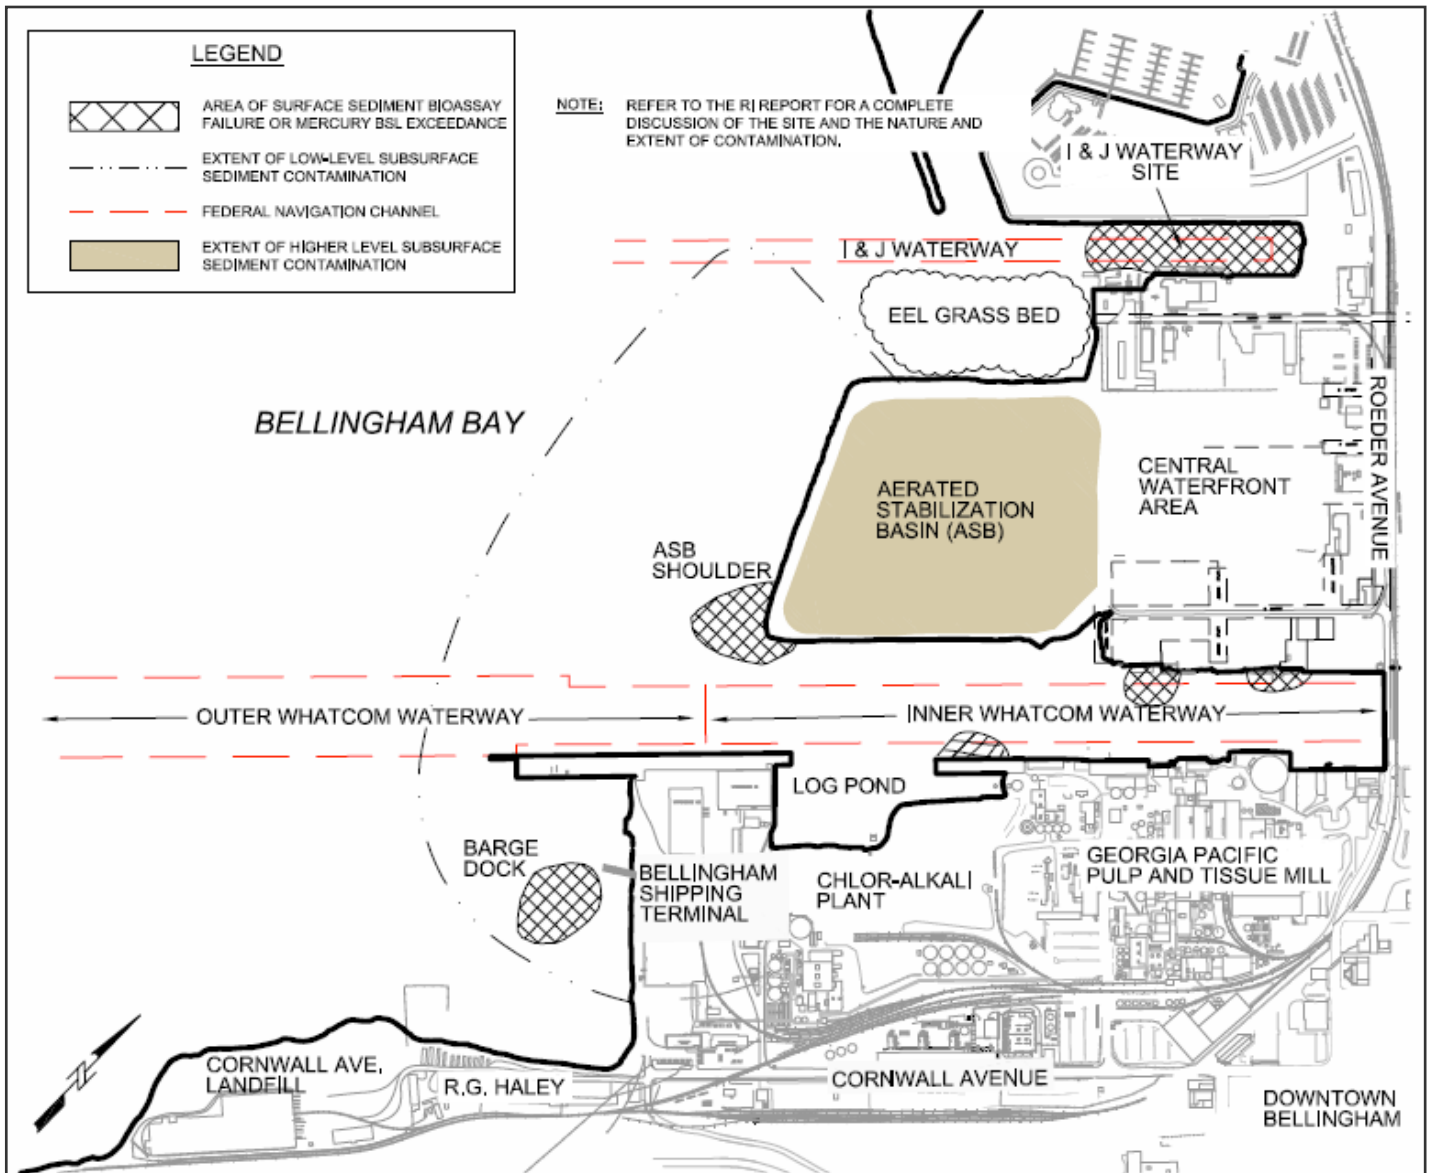 LEGEND
AREA OF SURFACE SEDIMENT BIOASSAY
FAILURE OR MERCURY BSL EXCEEDANCE
EXTENT OF LOW-LEVEL SUBSURFACE
SEDIMENT CONTAMINATION
FEDERAL NAVIGATION CHANNEL
EXTENT OF HIGHER LEVEL SUBSURFACE
SEDIMENT CONTAMINATION
NOTE: REFER TO THE RI REPORT FOR A COMPLETE
DISCUSSION OF THE SITE AND THE NATURE AND
EXTENT OF CONTAMINATION.
I & J WATERWAY
SITE
I & J WATERWAY
EEL GRASS BED
BELLINGHAM BAY
AERATED
STABILIZATION
BASIN (ASB)
CENTRAL
WATERFRONT
AREA
ROEDER AVENUE
ASB
SHOULDER
OUTER WHATCOM WATERWAY
INNER WHATCOM WATERWAY
LOG POND
BARGE
DOCK
BELLINGHAM
SHIPPING
TERMINAL
CHLOR-ALKALI
PLANT
GEORGIA PACIFIC
PULP AND TISSUE MILL
CORNWALL AVE.
LANDFILL
R.G. HALEY
CORNWALL AVENUE
DOWNTOWN
BELLINGHAM